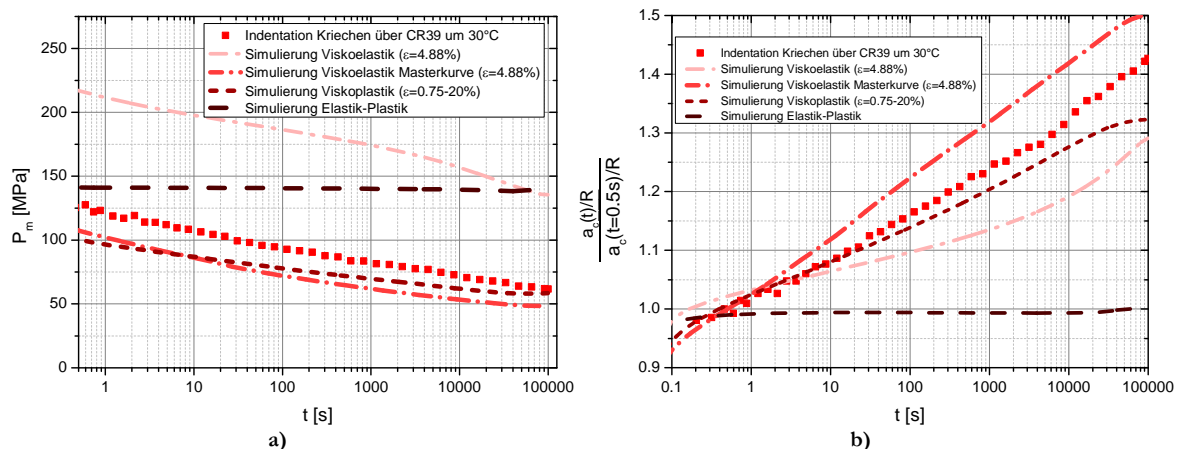 250
200
150
100
50
0
P_m [MPa]
Indentation Kriechen über CR39 um 30°C
Simulierung Viskoelastik (ε=4.88%)
Simulierung Viskoelastik Masterkurve (ε=4.88%)
Simulierung Viskoplastik (ε=0.75-20%)
Simulierung Elastik-Plastik
1 10 100 1000 10000 100000
t [s]
a)
1.5
1.4
1.3
1.2
1.1
1.0
0.9
a_c(t)/R
a_c(t=0.5s)/R
Indentation Kriechen über CR39 um 30°C
Simulierung Viskoelastik (ε=4.88%)
Simulierung Viskoelastik Masterkurve (ε=4.88%)
Simulierung Viskoplastik (ε=0.75-20%)
Simulierung Elastik-Plastik
0.1 1 10 100 1000 10000 100000
t [s]
b)